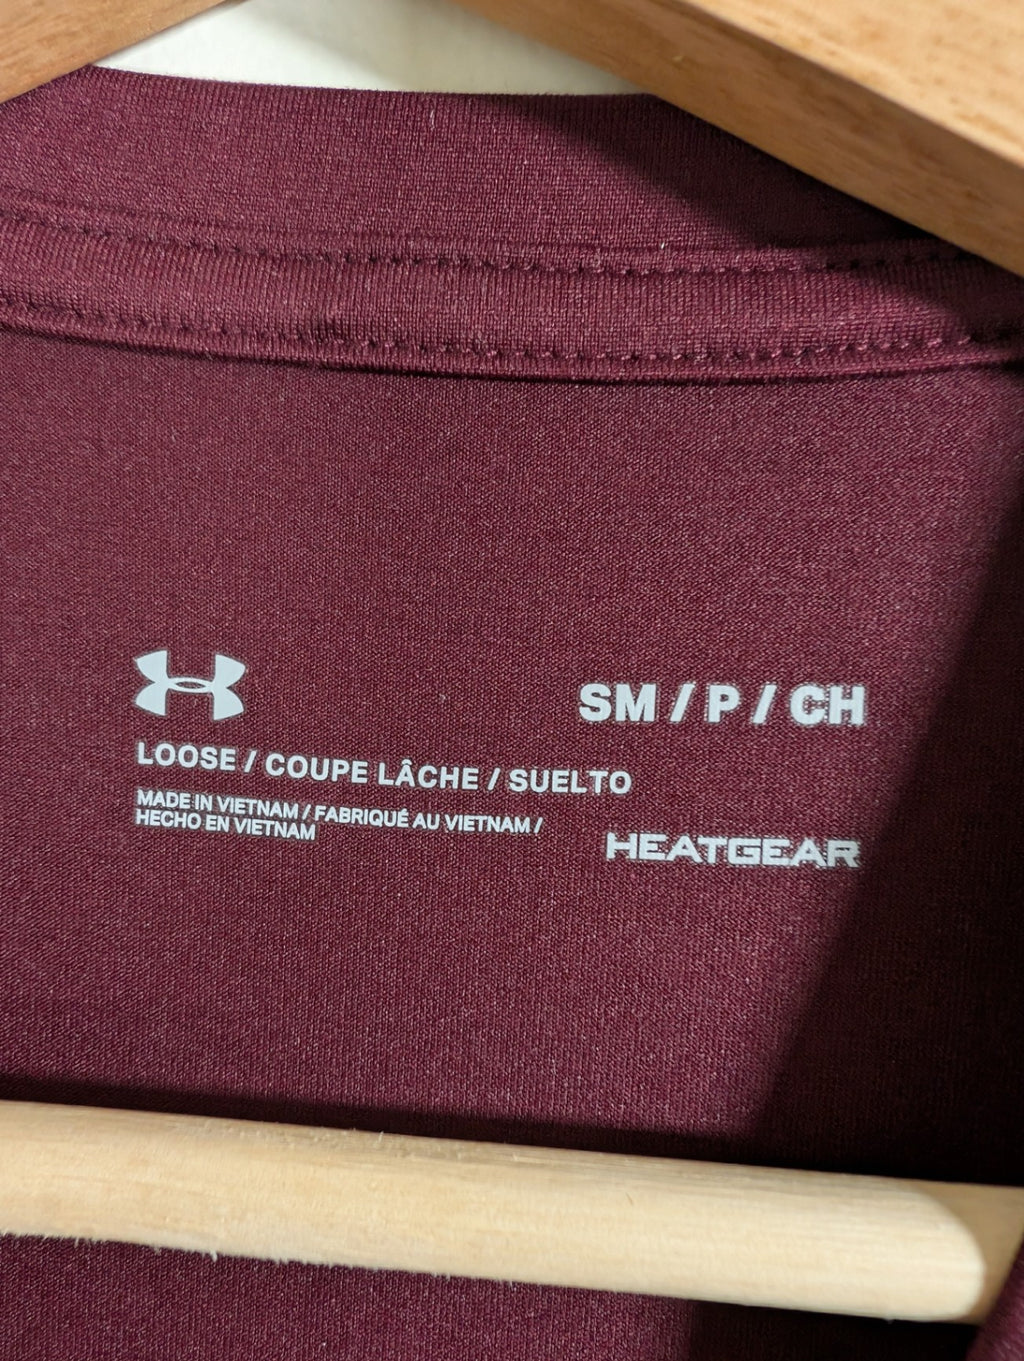 SM / P / CH
LOOSE / COUPE LÂCHE / SUELTO
MADE IN VIETNAM / FABRIQUÉ AU VIETNAM /
HECHO EN VIETNAM
HEATGEAR